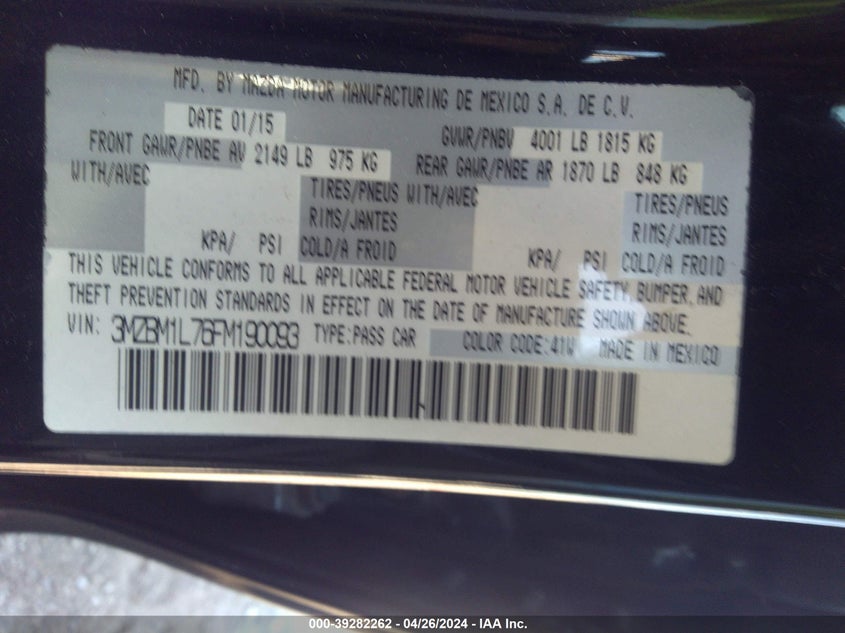 MFD. BY MAZDA MOTOR MANUFACTURING DE MEXICO S.A. DE C.V.
DATE 01/15 GVWR/PNBV 4001 LB 1815 KG
FRONT GAWR/PNBE AV 2149 LB 975 KG REAR GAWR/PNBE AR 1870 LB 848 KG
WITH/AVEC TIRES/PNEUS WITH/AVEC TIRES/PNEUS
RIMS/JANTES RIMS/JANTES
KPA/ PSI COLD/A FROID KPA/ PSI COLD/A FROID
THIS VEHICLE CONFORMS TO ALL APPLICABLE FEDERAL MOTOR VEHICLE SAFETY, BUMPER, AND
THEFT PREVENTION STANDARDS IN EFFECT ON THE DATE OF MANUFACTURE SHOWN ABOVE.
VIN: 3MZBM1L76FM190093 TYPE:PASS CAR COLOR CODE:41W MADE IN MEXICO
000-39282262 - 04/26/2024 - IAA Inc.